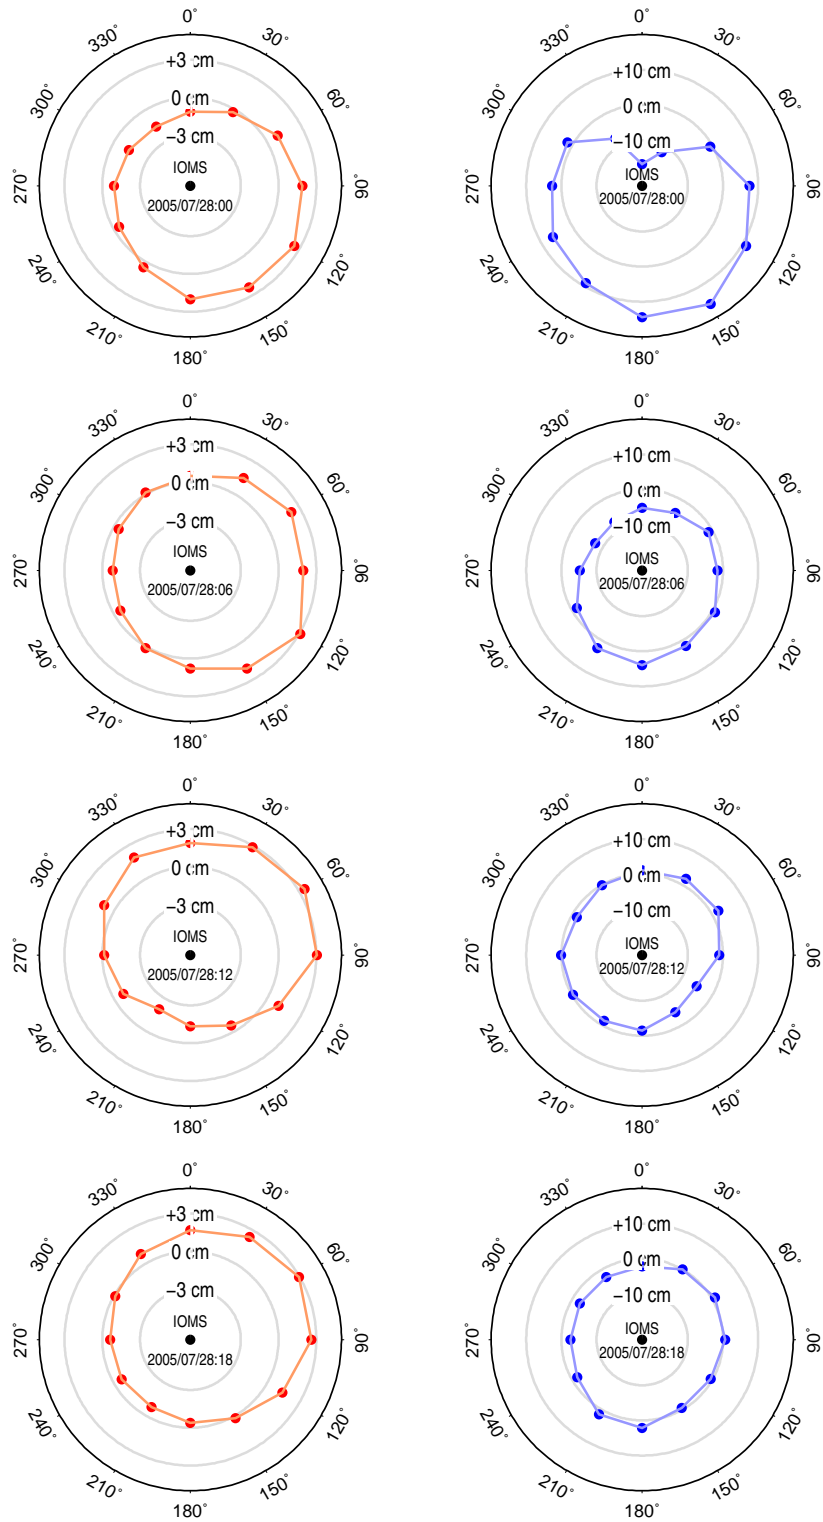 0° 0°
330° 30° 330° 30°
+3 cm +10 cm
300° 60° 300° 60°
0 cm 0 cm
−3 cm −10 cm
IOMS IOMS
270° 90° 270° 90°
2005/07/28:00 2005/07/28:00
240° 120° 240° 120°
210° 150° 210° 150°
180° 180°
0° 0°
330° 30° 330° 30°
+3 cm +10 cm
300° 60° 300° 60°
0 cm 0 cm
−3 cm −10 cm
IOMS IOMS
270° 90° 270° 90°
2005/07/28:06 2005/07/28:06
240° 120° 240° 120°
210° 150° 210° 150°
180° 180°
0° 0°
330° 30° 330° 30°
+3 cm +10 cm
300° 60° 300° 60°
0 cm 0 cm
−3 cm −10 cm
IOMS IOMS
270° 90° 270° 90°
2005/07/28:12 2005/07/28:12
240° 120° 240° 120°
210° 150° 210° 150°
180° 180°
0° 0°
330° 30° 330° 30°
+3 cm +10 cm
300° 60° 300° 60°
0 cm 0 cm
−3 cm −10 cm
IOMS IOMS
270° 90° 270° 90°
2005/07/28:18 2005/07/28:18
240° 120° 240° 120°
210° 150° 210° 150°
180° 180°